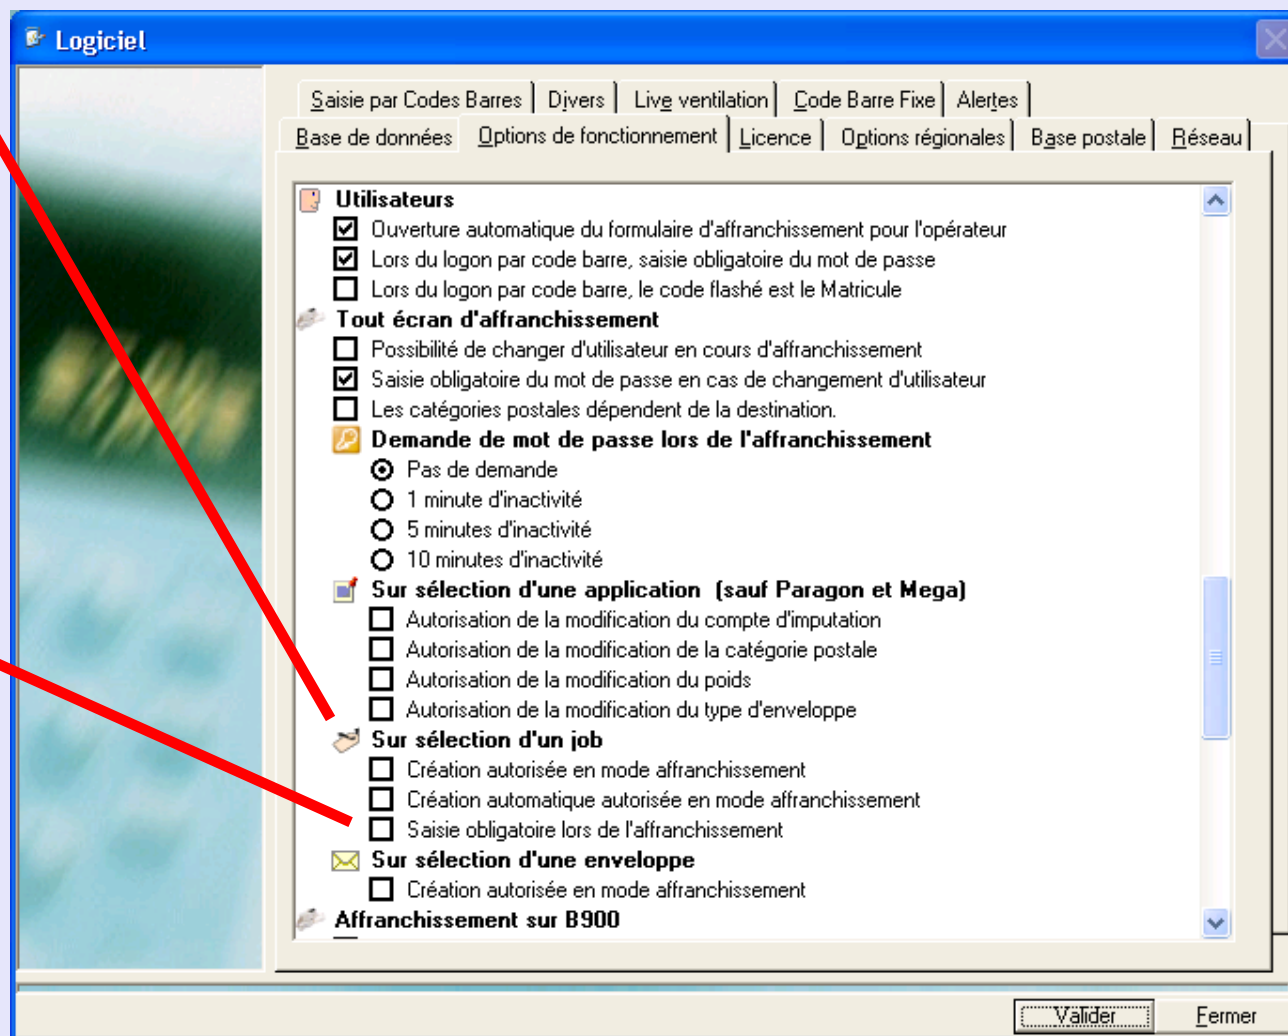 Logiciel
Saisie par Codes Barres Divers Live ventilation Code Barre Fixe Alertes
Base de données Options de fonctionnement Licence Options régionales Base postale Réseau
Utilisateurs
Ouverture automatique du formulaire d'affranchissement pour l'opérateur
Lors du logon par code barre, saisie obligatoire du mot de passe
Lors du logon par code barre, le code flashé est le Matricule
Tout écran d'affranchissement
Possibilité de changer d'utilisateur en cours d'affranchissement
Saisie obligatoire du mot de passe en cas de changement d'utilisateur
Les catégories postales dépendent de la destination.
Demande de mot de passe lors de l'affranchissement
Pas de demande
1 minute d'inactivité
5 minutes d'inactivité
10 minutes d'inactivité
Sur sélection d'une application (sauf Paragon et Mega)
Autorisation de la modification du compte d'imputation
Autorisation de la modification de la catégorie postale
Autorisation de la modification du poids
Autorisation de la modification du type d'enveloppe
Sur sélection d'un job
Création autorisée en mode affranchissement
Création automatique autorisée en mode affranchissement
Saisie obligatoire lors de l'affranchissement
Sur sélection d'une enveloppe
Création autorisée en mode affranchissement
Affranchissement sur B900
Valider Fermer